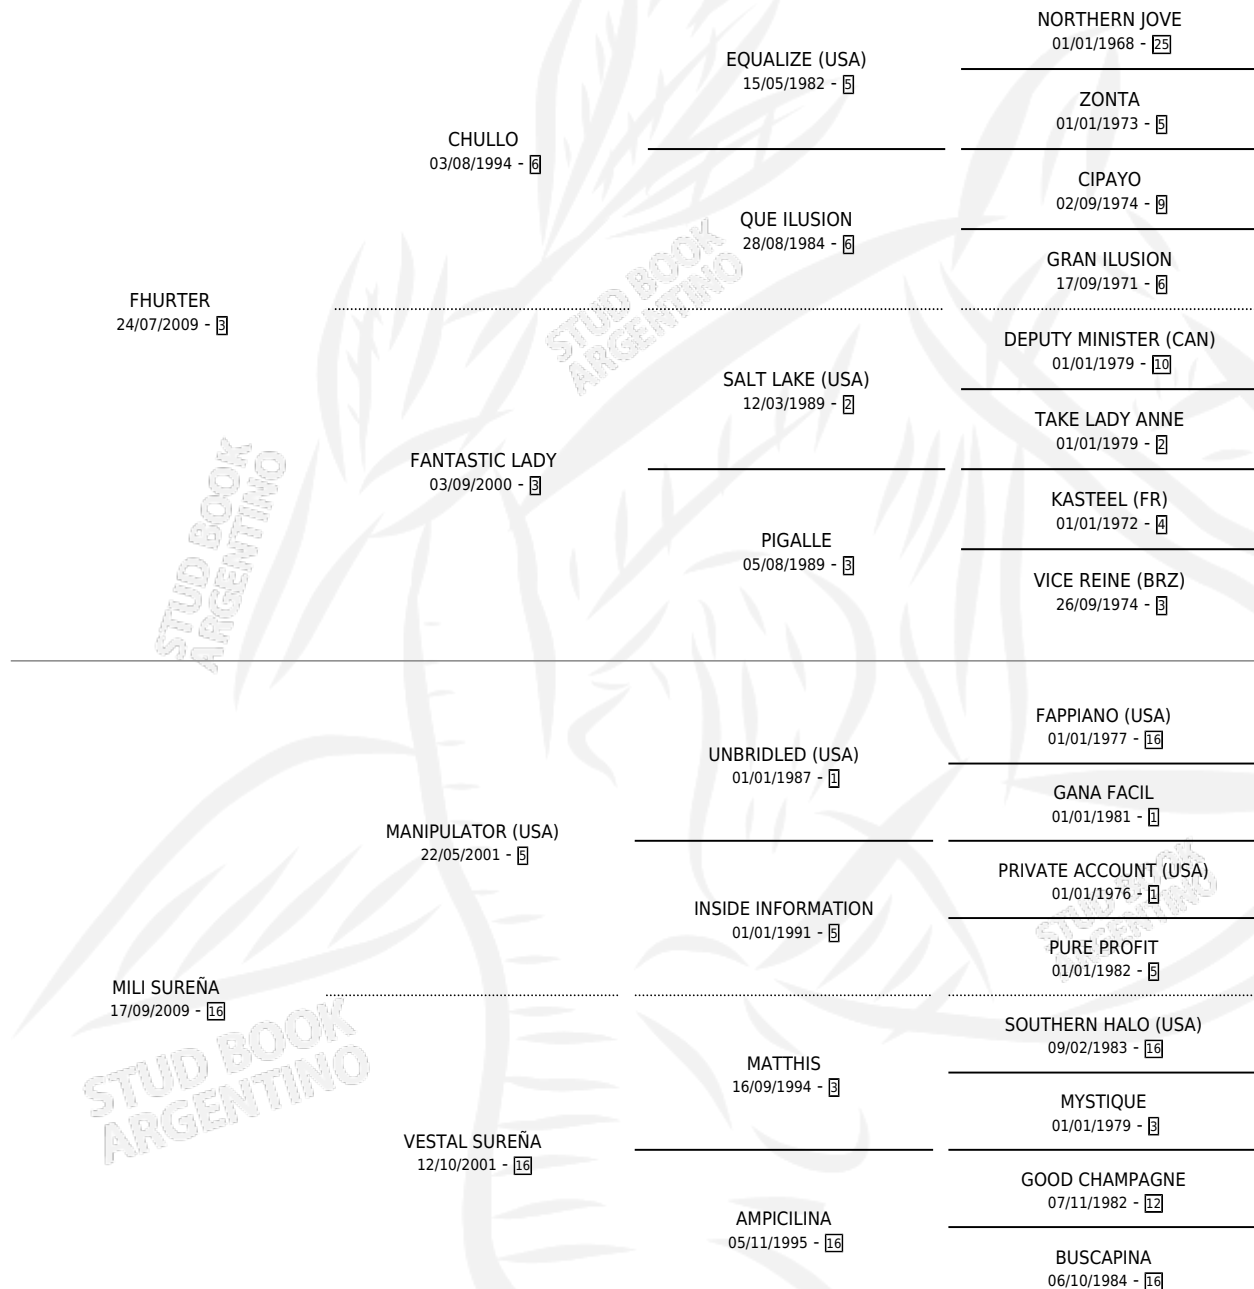 NORTHERN JOVE
01/01/1968 - 25
EQUALIZE (USA)
15/05/1982 - 5
ZONTA
01/01/1973 - 5
CHULLO
03/08/1994 - 6
CIPAYO
02/09/1974 - 9
QUE ILUSION
28/08/1984 - 6
GRAN ILUSION
17/09/1971 - 6
FHURTER
24/07/2009 - 3
DEPUTY MINISTER (CAN)
01/01/1979 - 10
SALT LAKE (USA)
12/03/1989 - 2
TAKE LADY ANNE
01/01/1979 - 2
FANTASTIC LADY
03/09/2000 - 3
KASTEEL (FR)
01/01/1972 - 4
PIGALLE
05/08/1989 - 3
VICE REINE (BRZ)
26/09/1974 - 3
FAPPIANO (USA)
01/01/1977 - 16
UNBRIDLED (USA)
01/01/1987 - 1
GANA FACIL
01/01/1981 - 1
MANIPULATOR (USA)
22/05/2001 - 5
PRIVATE ACCOUNT (USA)
01/01/1976 - 1
INSIDE INFORMATION
01/01/1991 - 5
PURE PROFIT
01/01/1982 - 5
MILI SUREÑA
17/09/2009 - 16
SOUTHERN HALO (USA)
09/02/1983 - 16
MATTHIS
16/09/1994 - 3
MYSTIQUE
01/01/1979 - 3
VESTAL SUREÑA
12/10/2001 - 16
GOOD CHAMPAGNE
07/11/1982 - 12
AMPICILINA
05/11/1995 - 16
BUSCAPINA
06/10/1984 - 16
STUD BOOK
ARGENTINO
STUD BOOK
ARGENTINO
STUD BOOK
ARGENTINO
STUD BOOK
ARGENTINO